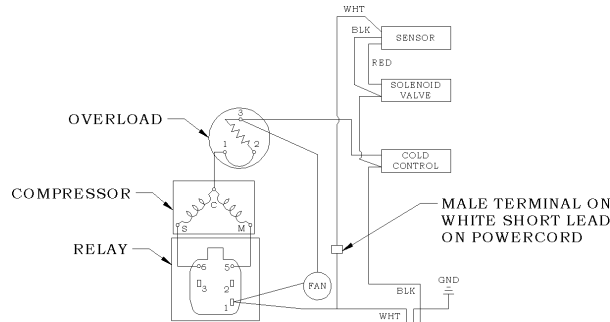 WHT
BLK
SENSOR
RED
SOLENOID
VALVE
OVERLOAD
3
1 2
COLD
CONTROL
COMPRESSOR
C
S M
MALE TERMINAL ON
WHITE SHORT LEAD
ON POWERCORD
RELAY
6 5
3 2
1
FAN
BLK
GND
WHT